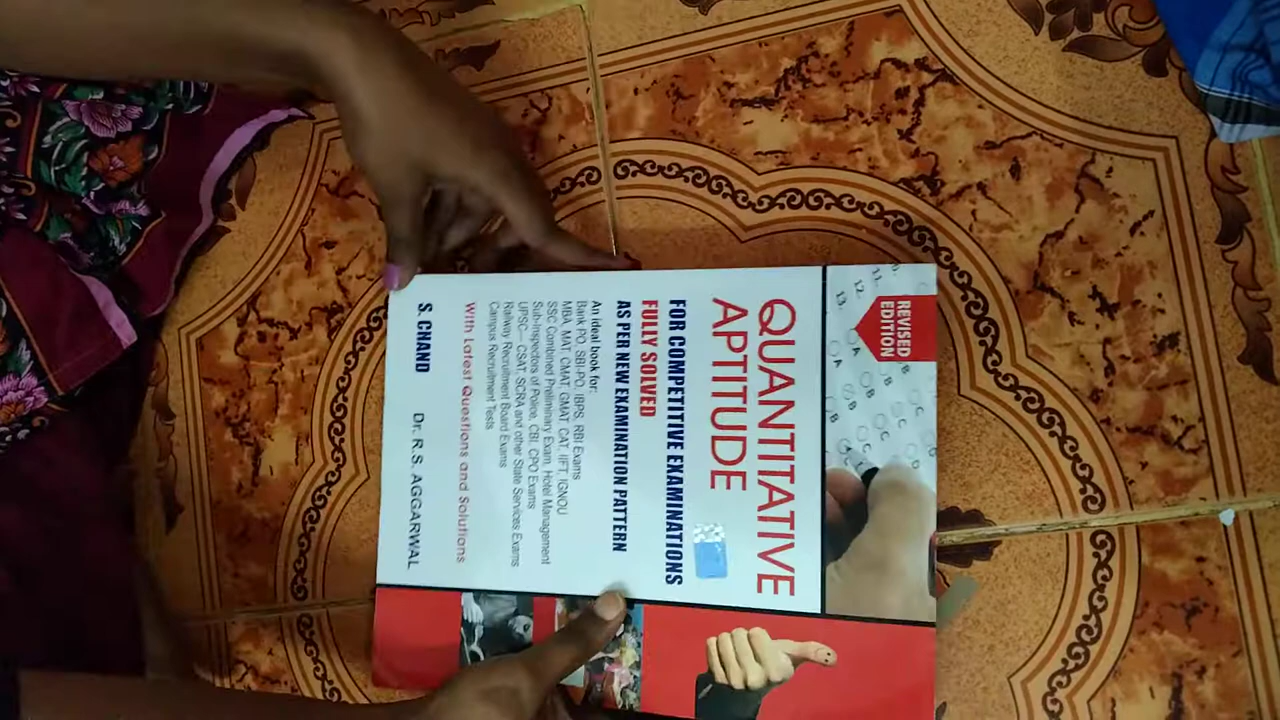 REVISED
EDITION
11.
12.
13.
QUANTITATIVE
APTITUDE
FOR COMPETITIVE EXAMINATIONS
FULLY SOLVED
AS PER NEW EXAMINATION PATTERN
An ideal book for:
Bank PO, SBI-PO, IBPS, RBI Exams
MBA, MAT, CMAT, GMAT, CAT, IIFT, IGNOU
SSC Combined Preliminary Exam, Hotel Management
Sub-Inspectors of Police, CBI, CPO Exams
UPSC— CSAT, SCRA and other State Services Exams
Railway Recruitment Board Exams
Campus Recruitment Tests
With Latest Questions and Solutions
S. CHAND
Dr. R.S. AGGARWAL